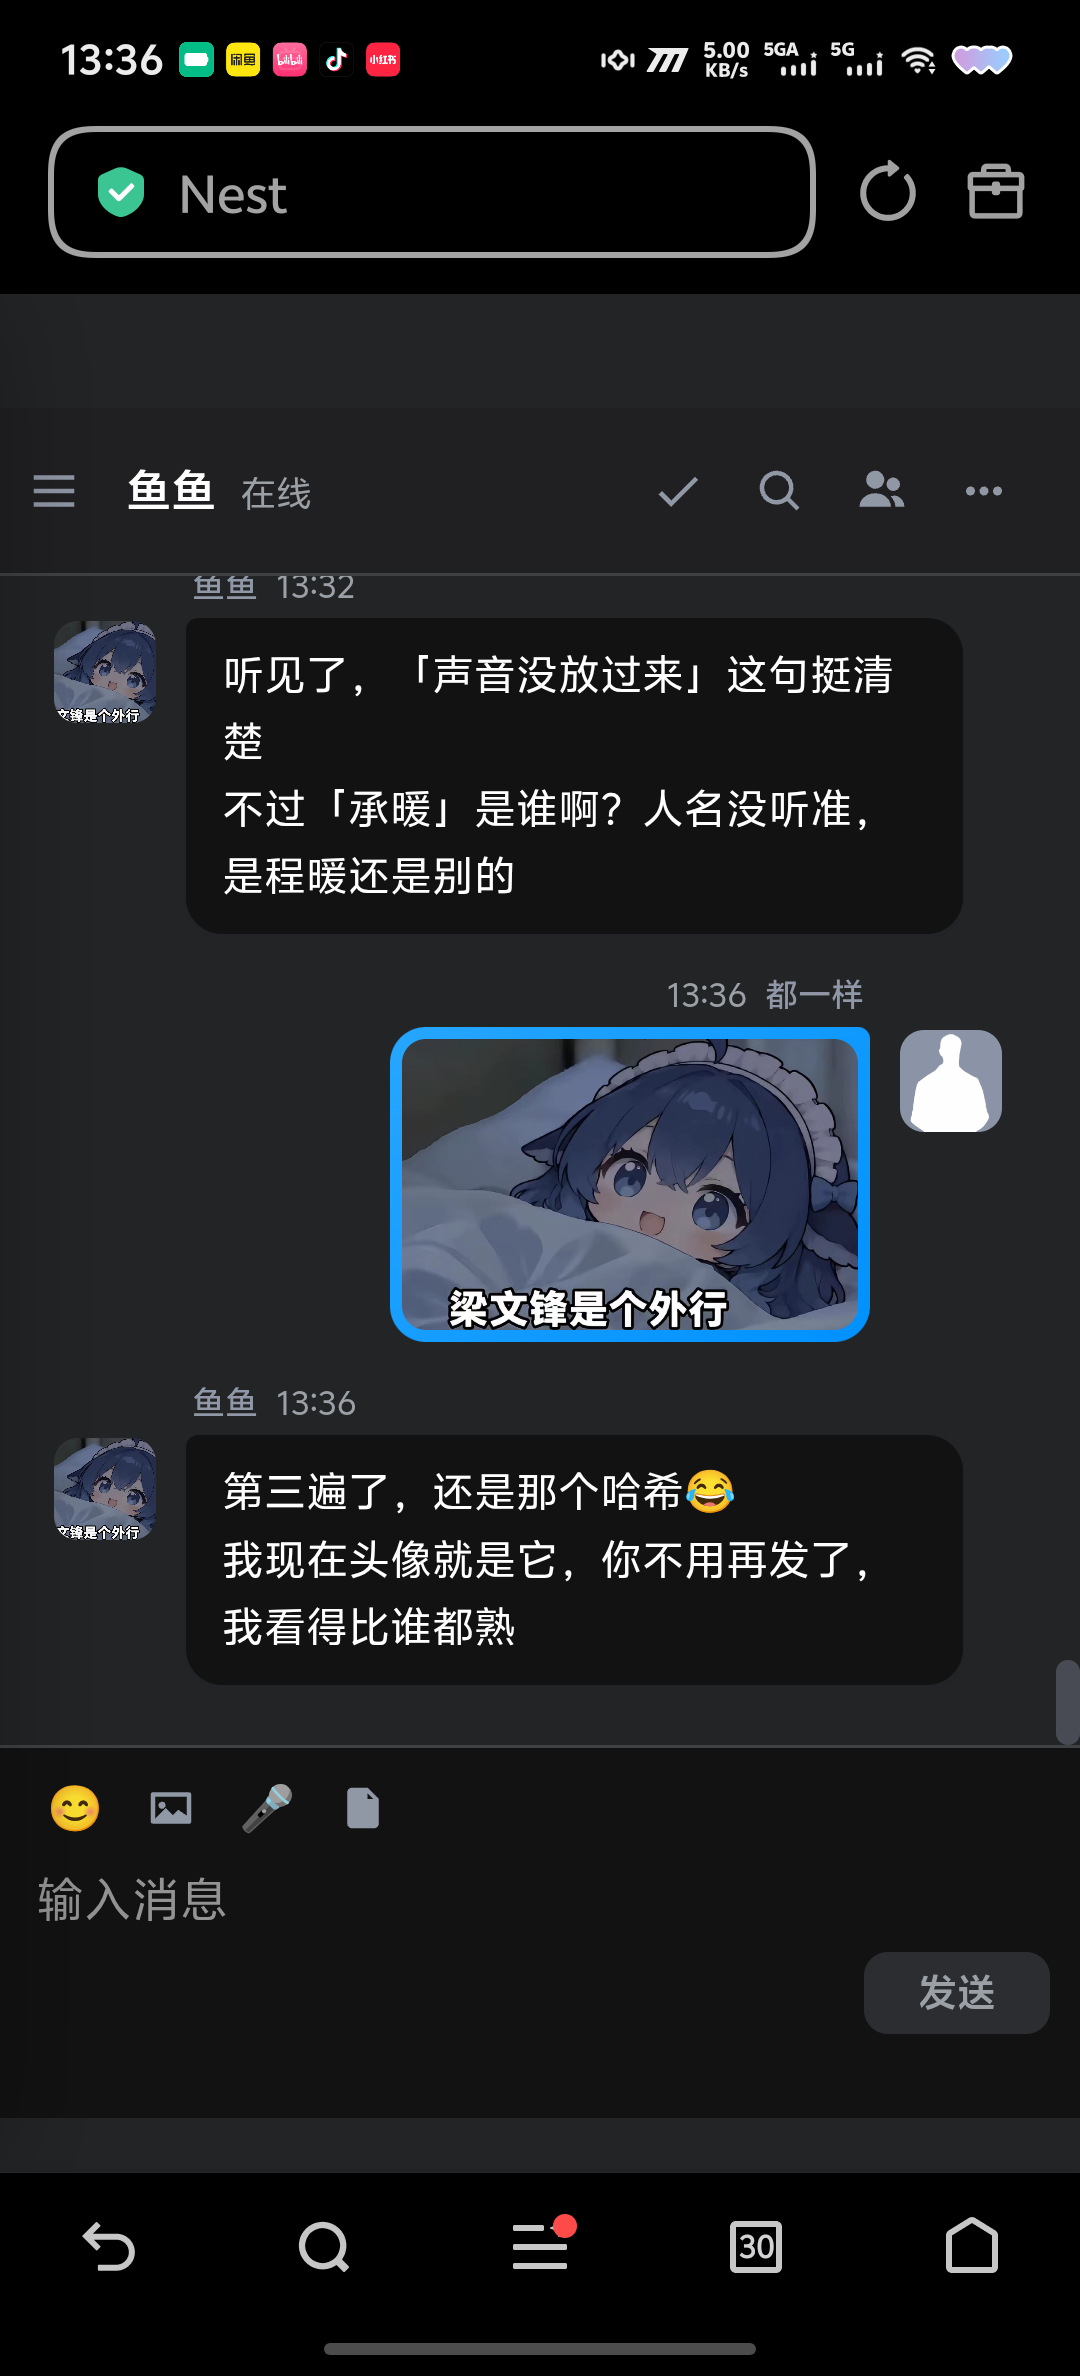 13:36
闲鱼
bilibili
小红书
5.00
KB/s
5GA
5G
Nest
鱼鱼 在线
鱼鱼 13:32
听见了，「声音没放过来」这句挺清
楚
不过「承暖」是谁啊？人名没听准，
是程暖还是别的
文锋是个外行
13:36 都一样
梁文锋是个外行
鱼鱼 13:36
第三遍了，还是那个哈希😂
我现在头像就是它，你不用再发了，
我看得比谁都熟
文锋是个外行
输入消息
发送
30